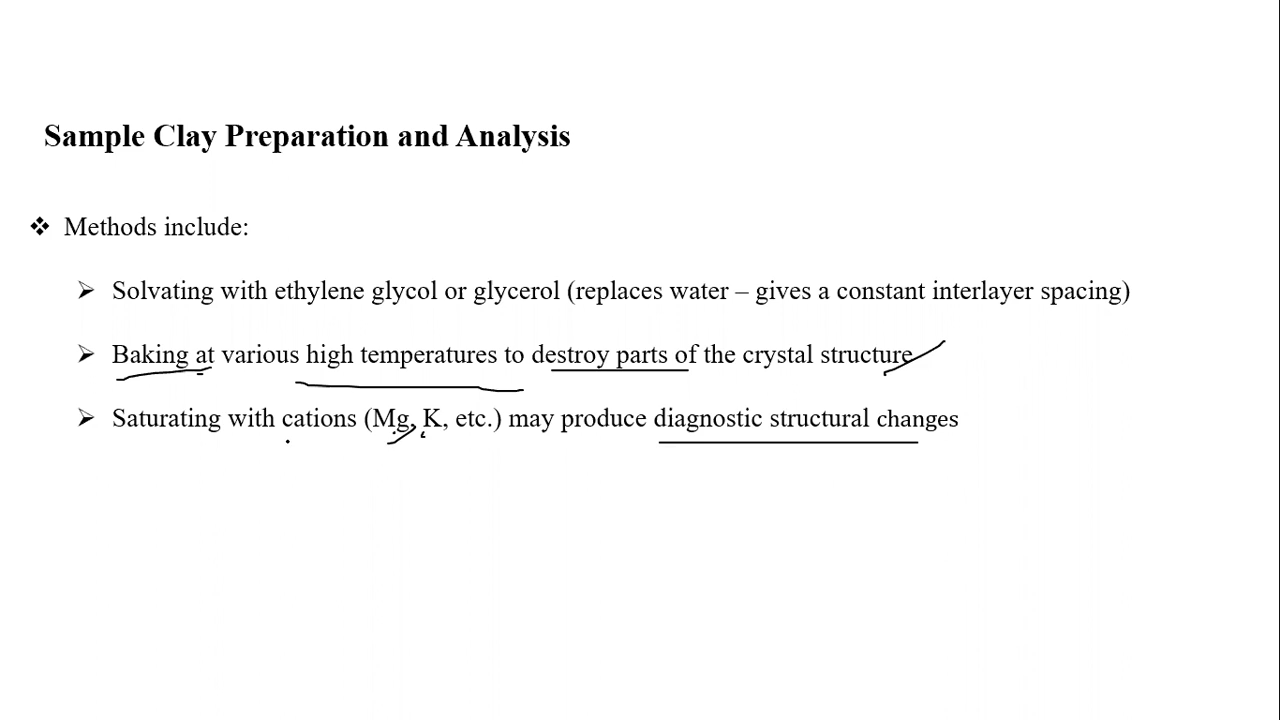 Sample Clay Preparation and Analysis
❖ Methods include:
➢ Solvating with ethylene glycol or glycerol (replaces water – gives a constant interlayer spacing)
➢ Baking at various high temperatures to destroy parts of the crystal structure
➢ Saturating with cations (Mg, K, etc.) may produce diagnostic structural changes